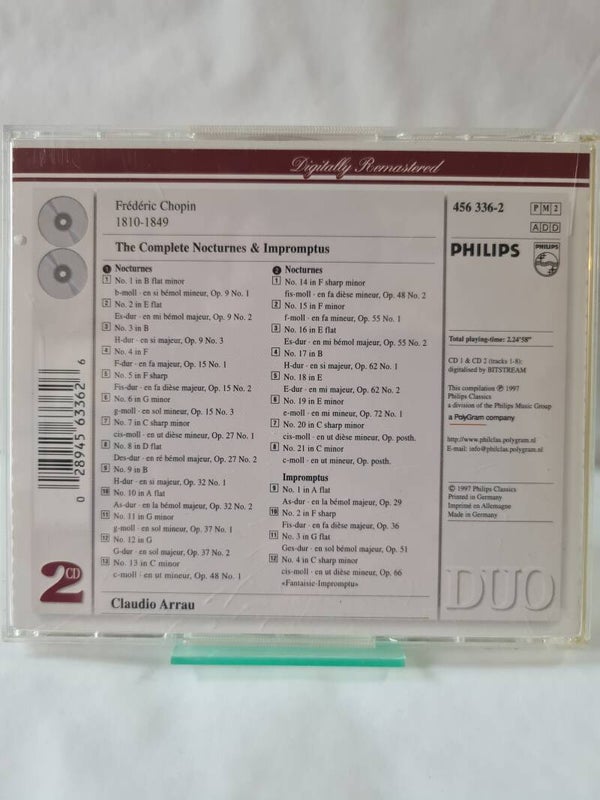 Digitally Remastered
Frédéric Chopin
1810-1849
456 336-2
P M 2
A D D
PHILIPS
PHILIPS
The Complete Nocturnes & Impromptus
1 Nocturnes
1 No. 1 in B flat minor
b-moll · en si bémol mineur, Op. 9 No. 1
2 No. 2 in E flat
Es-dur · en mi bémol majeur, Op. 9 No. 2
3 No. 3 in B
H-dur · en si majeur, Op. 9 No. 3
4 No. 4 in F
F-dur · en fa majeur, Op. 15 No. 1
5 No. 5 in F sharp
Fis-dur · en fa dièse majeur, Op. 15 No. 2
6 No. 6 in G minor
g-moll · en sol mineur, Op. 15 No. 3
7 No. 7 in C sharp minor
cis-moll · en ut dièse mineur, Op. 27 No. 1
8 No. 8 in D flat
Des-dur · en ré bémol majeur, Op. 27 No. 2
9 No. 9 in B
H-dur · en si majeur, Op. 32 No. 1
10 No. 10 in A flat
As-dur · en la bémol majeur, Op. 32 No. 2
11 No. 11 in G minor
g-moll · en sol mineur, Op. 37 No. 1
12 No. 12 in G
G-dur · en sol majeur, Op. 37 No. 2
13 No. 13 in C minor
c-moll · en ut mineur, Op. 48 No. 1
2 Nocturnes
1 No. 14 in F sharp minor
fis-moll · en fa dièse mineur, Op. 48 No. 2
2 No. 15 in F minor
f-moll · en fa mineur, Op. 55 No. 1
3 No. 16 in E flat
Es-dur · en mi bémol majeur, Op. 55 No. 2
4 No. 17 in B
H-dur · en si majeur, Op. 62 No. 1
5 No. 18 in E
E-dur · en mi majeur, Op. 62 No. 2
6 No. 19 in E minor
e-moll · en mi mineur, Op. 72 No. 1
7 No. 20 in C sharp minor
cis-moll · en ut dièse mineur, Op. posth.
8 No. 21 in C minor
c-moll · en ut mineur, Op. posth.
Impromptus
9 No. 1 in A flat
As-dur · en la bémol majeur, Op. 29
10 No. 2 in F sharp
Fis-dur · en fa dièse majeur, Op. 36
11 No. 3 in G flat
Ges-dur · en sol bémol majeur, Op. 51
12 No. 4 in C sharp minor
cis-moll · en ut dièse mineur, Op. 66
«Fantaisie-Impromptu»
Total playing-time: 2.24'58"
CD 1 & CD 2 (tracks 1-8):
digitalised by BITSTREAM
This compilation ℗ 1997
Philips Classics
a division of the Philips Music Group
a PolyGram company
http://www.philclas.polygram.nl
E-mail: info@philclas.polygram.nl
© 1997 Philips Classics
Printed in Germany
Imprimé en Allemagne
Made in Germany
0 28945 63362 6
2 CD
Claudio Arrau
DUO